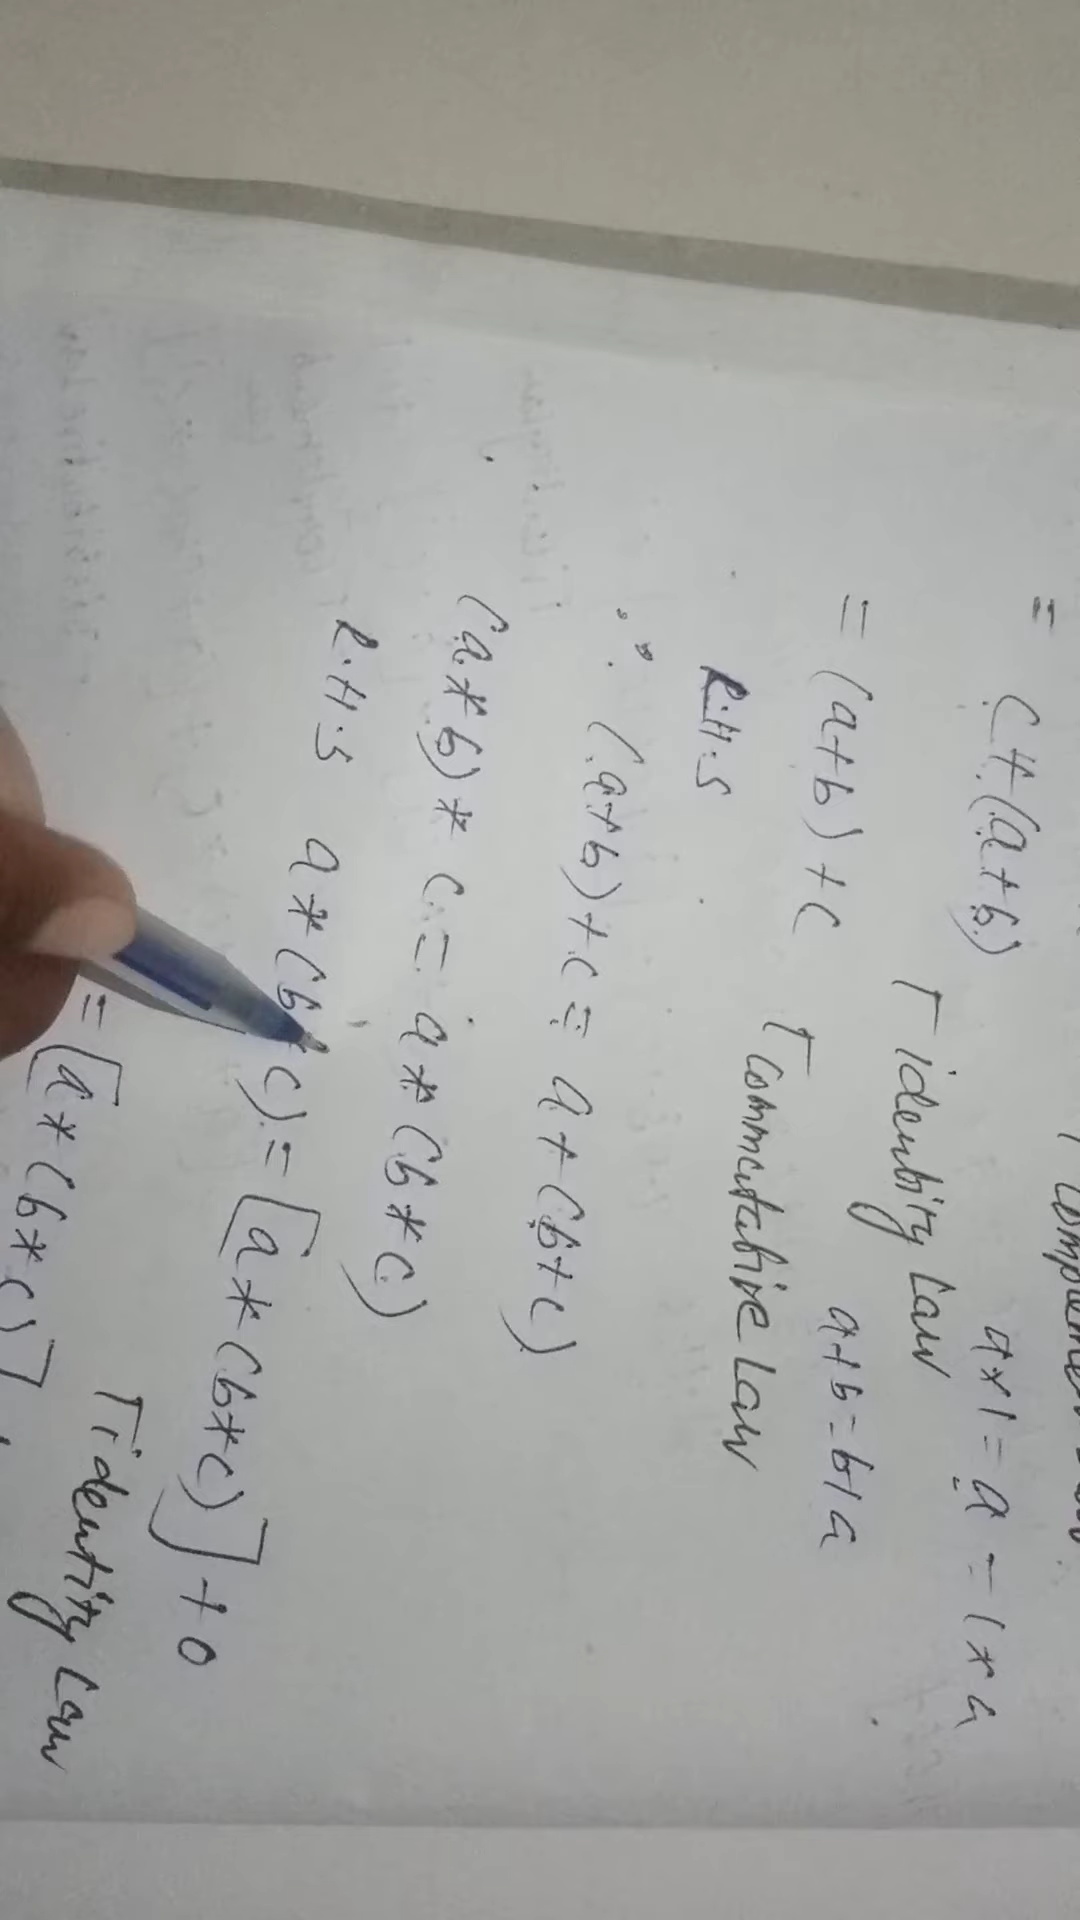 = C+(a+b)
a*1 = a = 1*a
identity Law
= (a+b)+c
a+b = b+a
Commutative Law
R.H.S
∴ (a+b)+c = a+(b+c)
(a*b)*c = a*(b*c)
R.H.S a*(b*c) = [a*(b*c)]+0
identity Law
= [a*(b*c)]